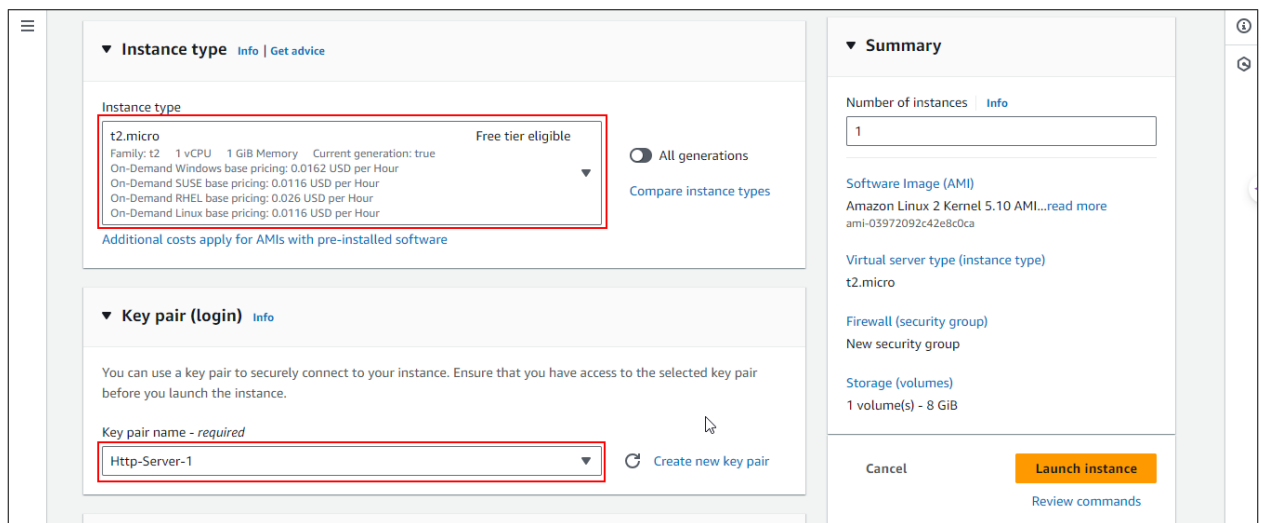 Instance type Info | Get advice
Instance type
t2.micro Free tier eligible
Family: t2 1 vCPU 1 GiB Memory Current generation: true
On-Demand Windows base pricing: 0.0162 USD per Hour
On-Demand SUSE base pricing: 0.0116 USD per Hour
On-Demand RHEL base pricing: 0.026 USD per Hour
On-Demand Linux base pricing: 0.0116 USD per Hour
All generations
Compare instance types
Additional costs apply for AMIs with pre-installed software
Key pair (login) Info
You can use a key pair to securely connect to your instance. Ensure that you have access to the selected key pair
before you launch the instance.
Key pair name - required
Http-Server-1
Create new key pair
Summary
Number of instances Info
1
Software Image (AMI)
Amazon Linux 2 Kernel 5.10 AMI...read more
ami-03972092c42e8c0ca
Virtual server type (instance type)
t2.micro
Firewall (security group)
New security group
Storage (volumes)
1 volume(s) - 8 GiB
Cancel
Launch instance
Review commands